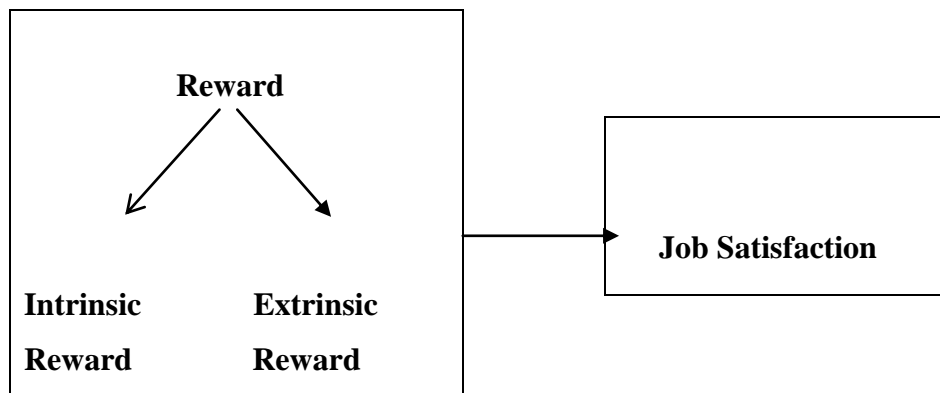 Reward
Job Satisfaction
Intrinsic Extrinsic
Reward Reward